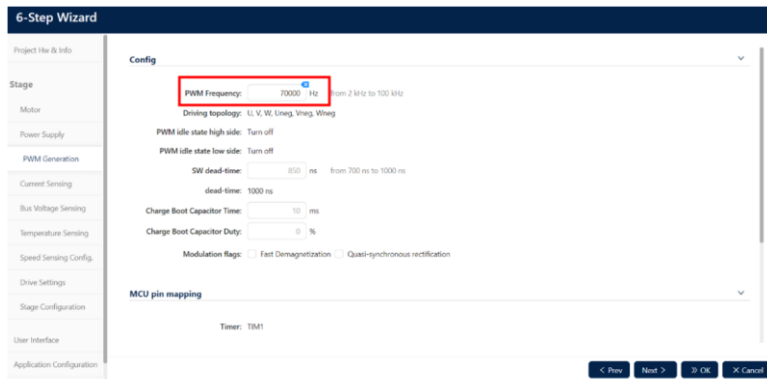 6-Step Wizard
Project Hw & Info
Stage
Motor
Power Supply
PWM Generation
Current Sensing
Bus Voltage Sensing
Temperature Sensing
Speed Sensing Config.
Drive Settings
Stage Configuration
User Interface
Application Configuration
Config
PWM Frequency: 70000 Hz from 2 kHz to 100 kHz
Driving topology: U, V, W, Uneg, Vneg, Wneg
PWM idle state high side: Turn off
PWM idle state low side: Turn off
SW dead-time: 850 ns from 700 ns to 1000 ns
dead-time: 1000 ns
Charge Boot Capacitor Time: 10 ms
Charge Boot Capacitor Duty: 0 %
Modulation flags: Fast Demagnetization Quasi-synchronous rectification
MCU pin mapping
Timer: TIM1
< Prev Next > » OK × Cancel